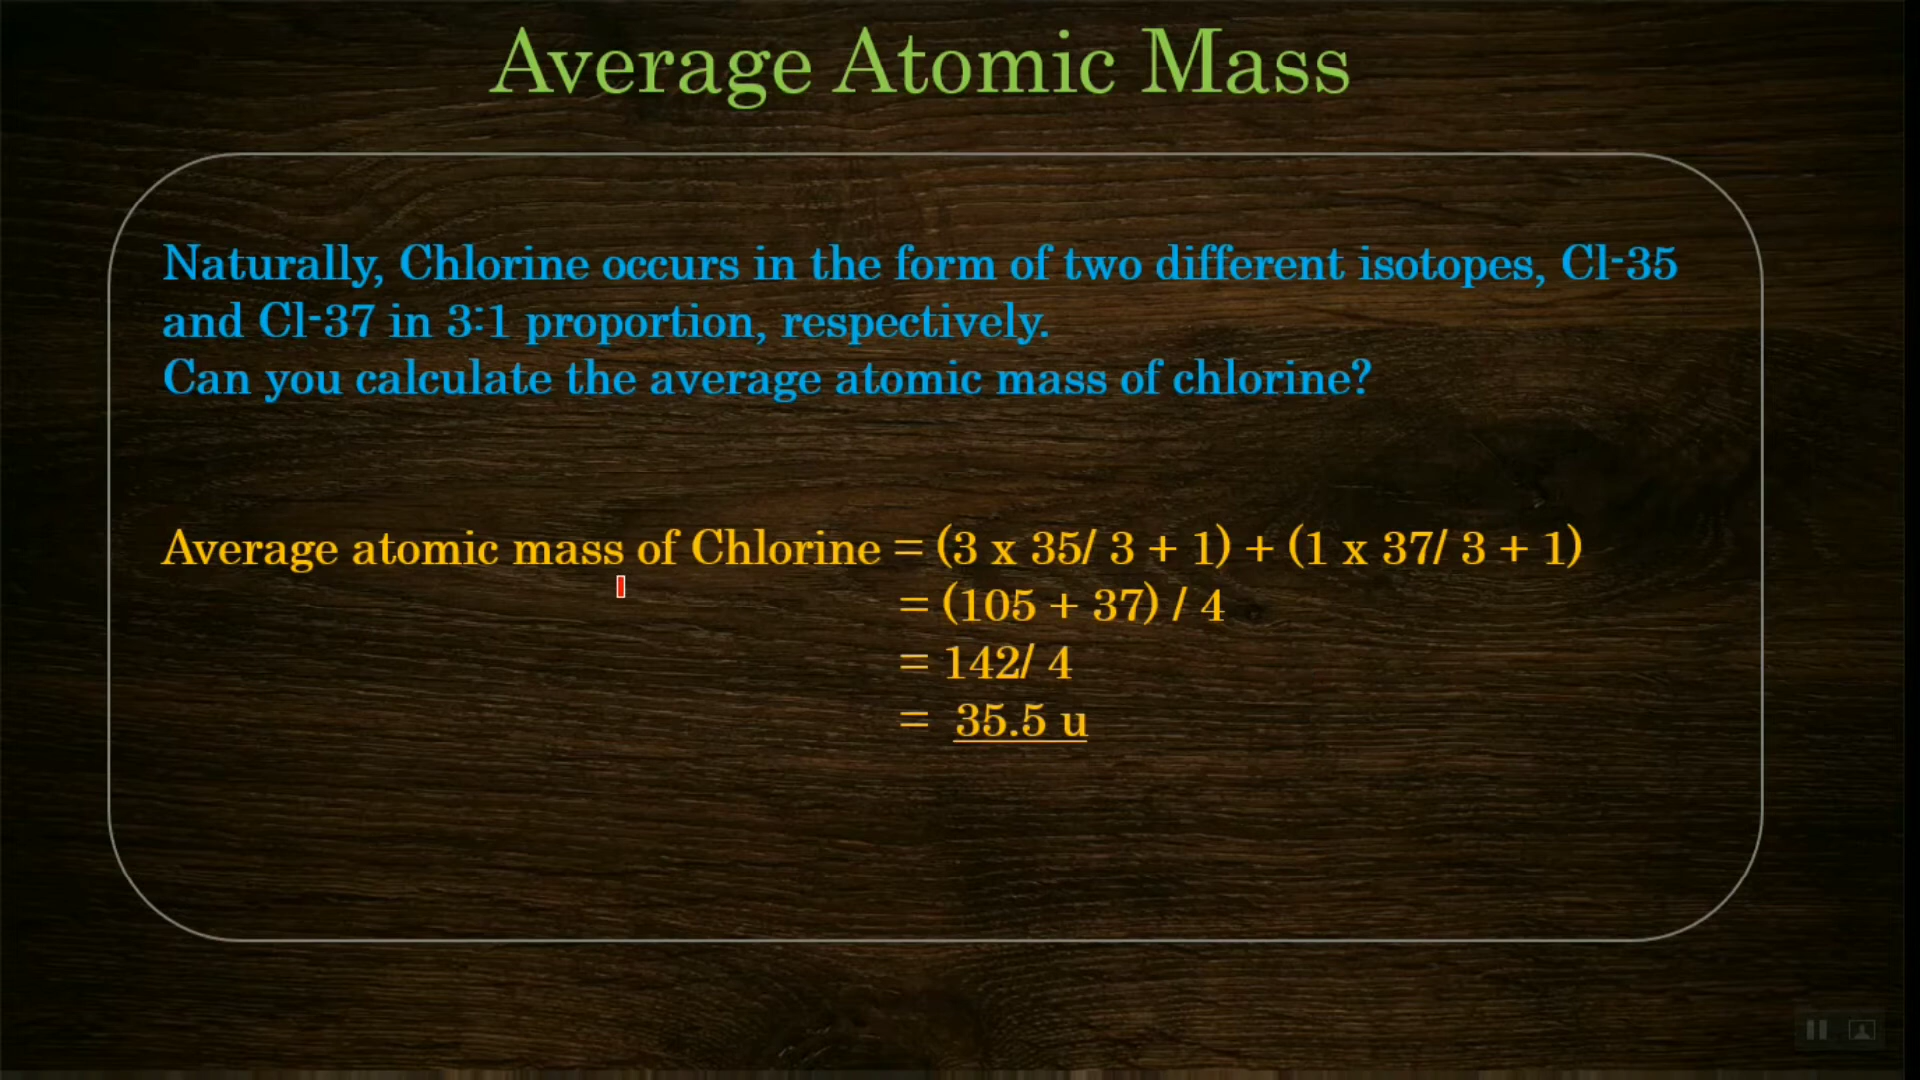 Average Atomic Mass
Naturally, Chlorine occurs in the form of two different isotopes, Cl-35
and Cl-37 in 3:1 proportion, respectively.
Can you calculate the average atomic mass of chlorine?
Average atomic mass of Chlorine = (3 x 35/ 3 + 1) + (1 x 37/ 3 + 1)
= (105 + 37) / 4
= 142/ 4
= 35.5 u